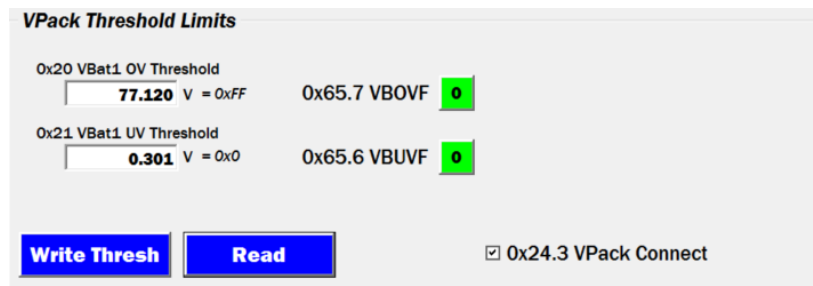 VPack Threshold Limits
0x20 VBat1 OV Threshold
77.120 V = 0xFF 0x65.7 VBOVF 0
0x21 VBat1 UV Threshold
0.301 V = 0x0 0x65.6 VBUVF 0
Write Thresh Read 0x24.3 VPack Connect